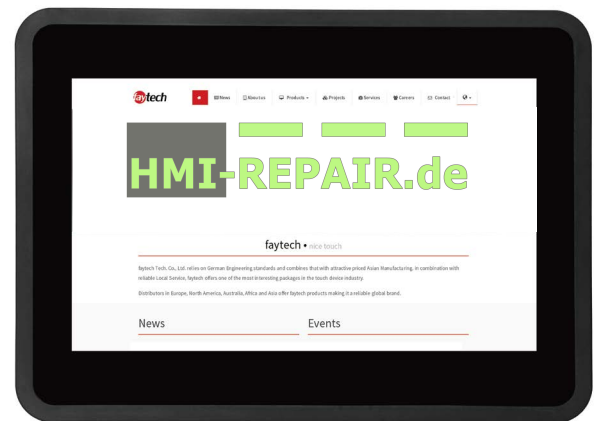 faytech
News About us Products Projects Services Careers Contact
HMI-REPAIR.de
faytech • nice touch
faytech Tech. Co., Ltd. relies on German Engineering standards and combines that with attractive priced Asian Manufacturing. In combination with
reliable Local Service, faytech offers one of the most interesting packages in the touch device industry.
Distributors in Europe, North America, Australia, Africa and Asia offer faytech products making it a reliable global brand.
News Events